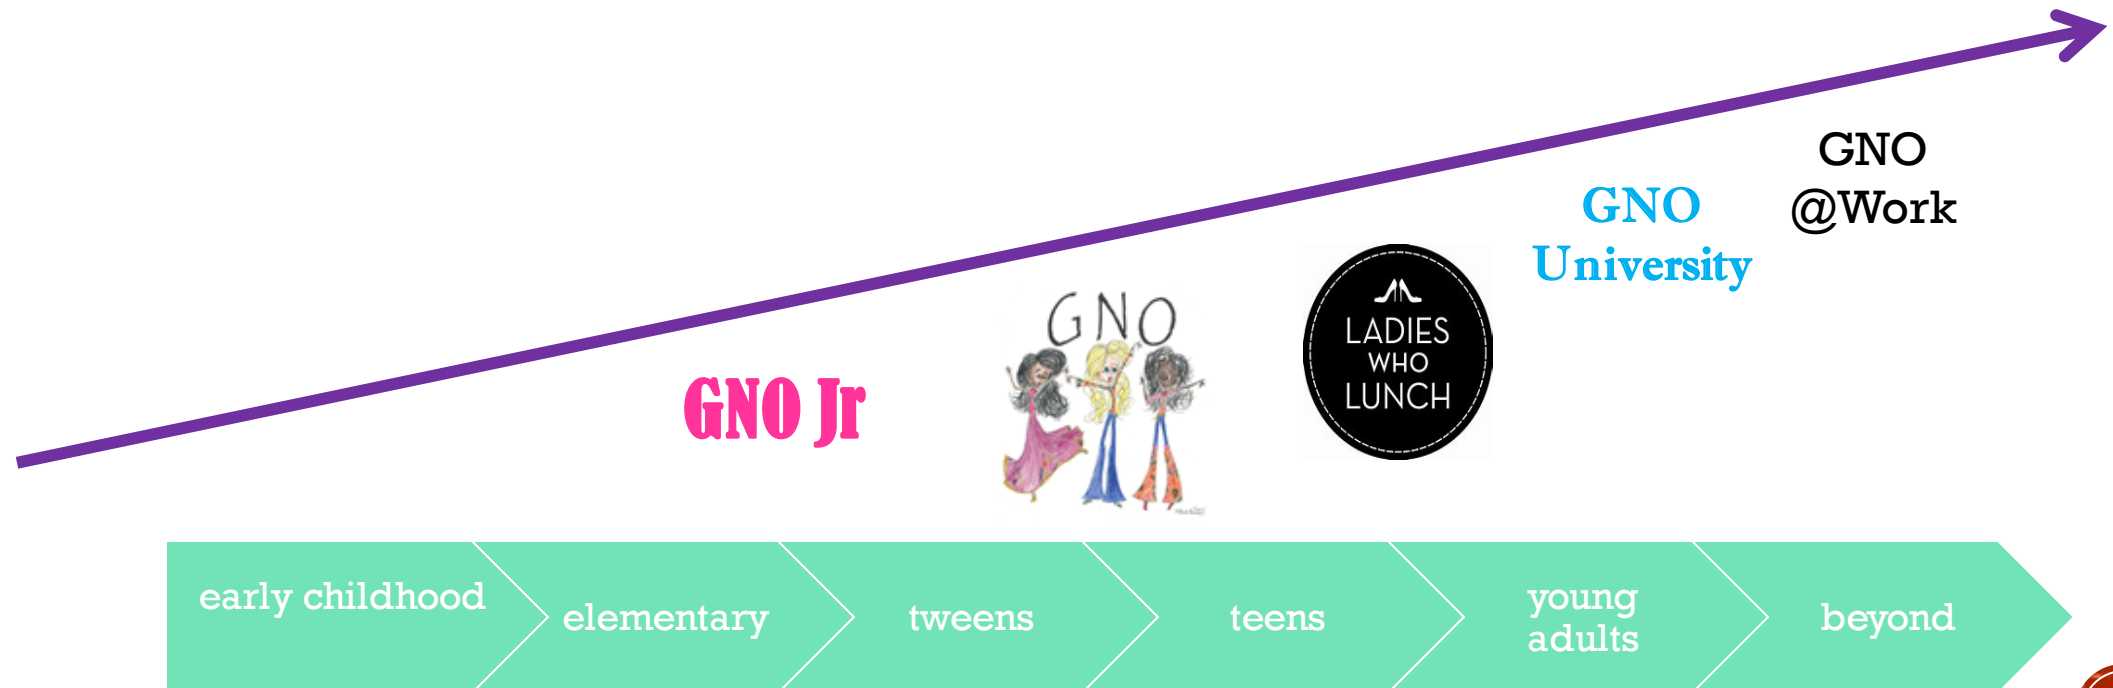 GNO
@Work
GNO
University
LADIES
WHO
LUNCH
GNO
GNO Jr
early childhood
elementary
tweens
teens
young
adults
beyond